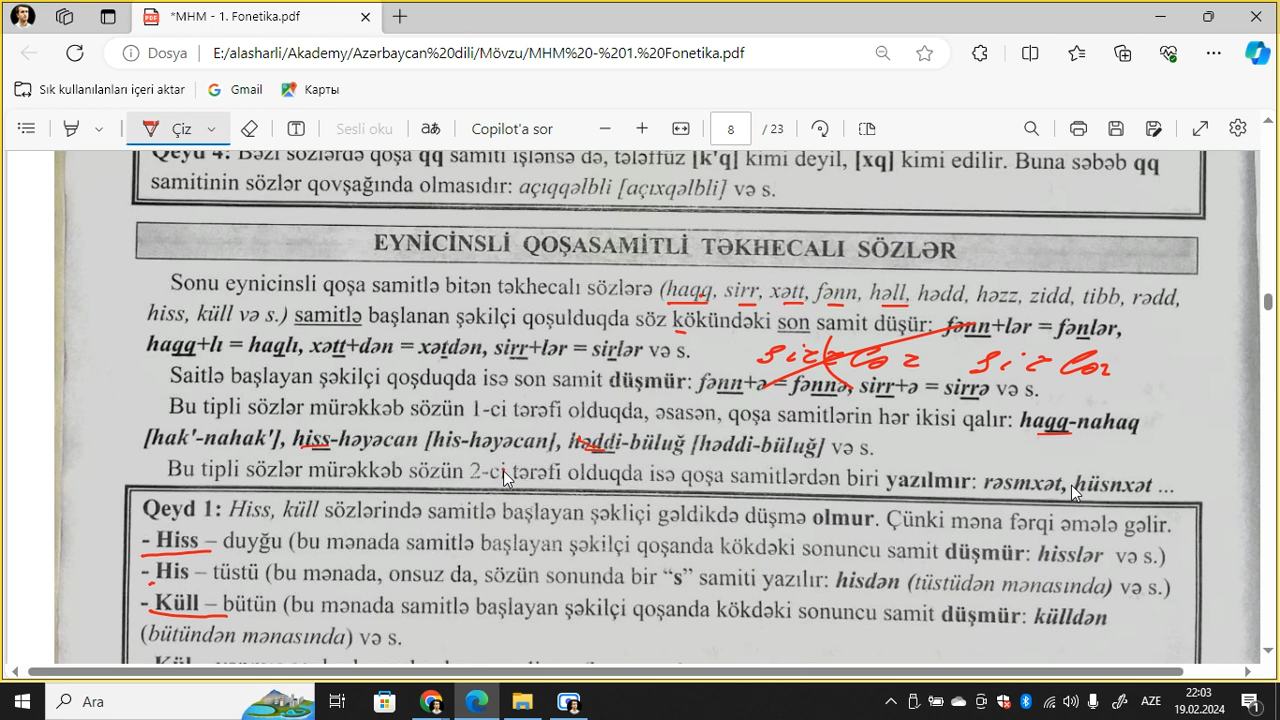 *MHM - 1. Fonetika.pdf
Dosya E:/alasharli/Akademy/Azərbaycan%20dili/Mövzu/MHM%20-%201.%20Fonetika.pdf
Sık kullanılanları içeri aktar Gmail Карты
Çiz Sesli oku aあ Copilot'a sor 8 / 23
Qeyd 4: Bəzi sözlərdə qoşa qq samiti işlənsə də, tələffüz [k'q] kimi deyil, [xq] kimi edilir. Buna səbəb qq
samitinin sözlər qovşağında olmasıdır: açıqqəlbli [açıxqəlbli] və s.
EYNİCİNSLİ QOŞASAMİTLİ TƏKHECALI SÖZLƏR
Sonu eynicinsli qoşa samitlə bitən təkhecalı sözlərə (haqq, sirr, xətt, fənn, həll, hədd, həzz, zidd, tibb, rədd,
hiss, küll və s.) samitlə başlanan şəkilçi qoşulduqda söz kökündəki son samit düşür: fənn+lər = fənlər,
haqq+lı = haqlı, xətt+dən = xətdən, sirr+lər = sirlər və s.
Saitlə başlayan şəkilçi qoşduqda isə son samit düşmür: fənn+ə = fənnə, sirr+ə = sirrə və s.
Bu tipli sözlər mürəkkəb sözün 1-ci tərəfi olduqda, əsasən, qoşa samitlərin hər ikisi qalır: haqq-nahaq
[hak'-nahak'], hiss-həyəcan [his-həyəcan], həddi-büluğ [həddi-büluğ] və s.
Bu tipli sözlər mürəkkəb sözün 2-ci tərəfi olduqda isə qoşa samitlərdən biri yazılmır: rəsmxət, hüsnxət ...
Qeyd 1: Hiss, küll sözlərində samitlə başlayan şəkliçi gəldikdə düşmə olmur. Çünki məna fərqi əmələ gəlir.
- Hiss – duyğu (bu mənada samitlə başlayan şəkilçi qoşanda kökdəki sonuncu samit düşmür: hisslər və s.)
- His – tüstü (bu mənada, onsuz da, sözün sonunda bir “s” samiti yazılır: hisdən (tüstüdən mənasında) və s.)
- Küll – bütün (bu mənada samitlə başlayan şəkilçi qoşanda kökdəki sonuncu samit düşmür: külldən
(bütündən mənasında) və s.
Ara AZE 22:03
19.02.2024